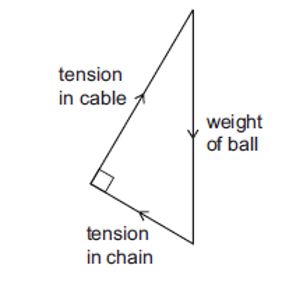 tension
in cable
weight
of ball
tension
in chain